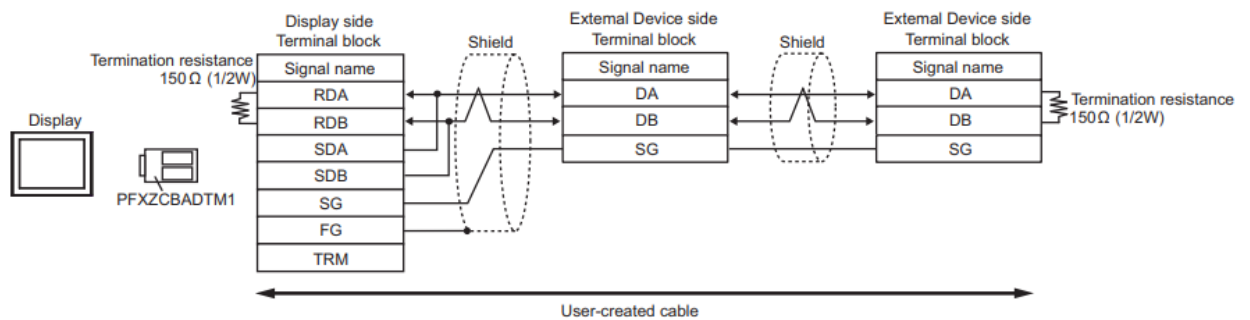 Display side
Terminal block
External Device side
Terminal block
External Device side
Terminal block
Shield
Shield
Termination resistance
150Ω (1/2W)
Signal name
RDA
RDB
SDA
SDB
SG
FG
TRM
Signal name
DA
DB
SG
Signal name
DA
DB
SG
Termination resistance
150Ω (1/2W)
Display
PFXZCBADTM1
User-created cable